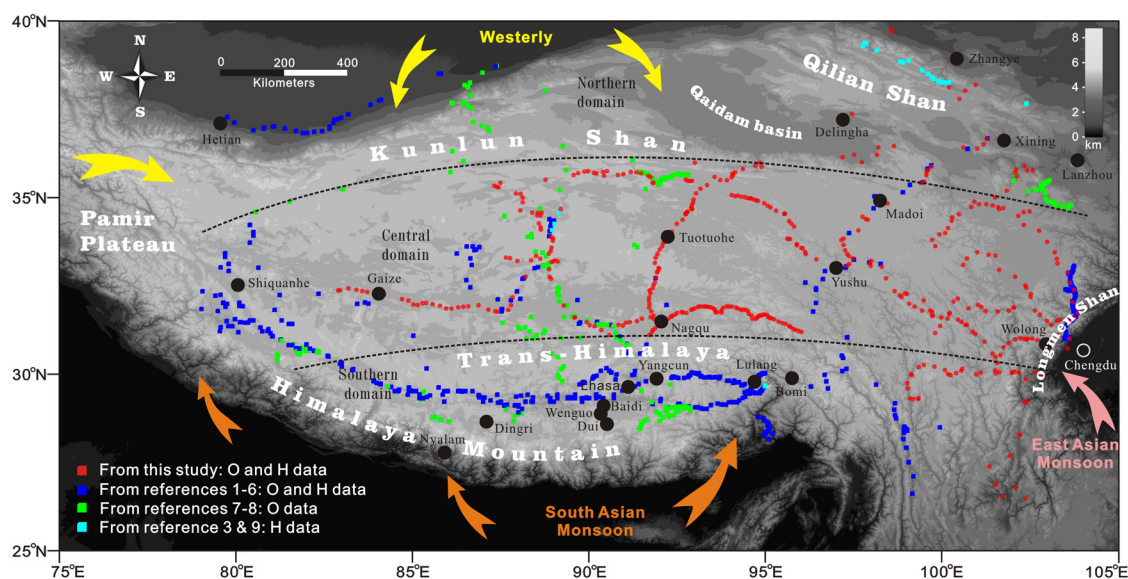 40°N
35°N
30°N
25°N
75°E
80°
85°
90°
95°
100°
105°E
N
W
E
S
0
200
400
Kilometers
8
6
4
2
0
km
Westerly
Northern
domain
Qilian Shan
Qaidam basin
Zhangye
Delingha
Xining
Lanzhou
Hetian
Kunlun Shan
Pamir
Plateau
Central
domain
Madoi
Tuotuohe
Shiquanhe
Gaize
Yushu
Nagqu
Wolong
Longmen Shan
Chengdu
Trans-Himalaya
Southern
domain
Yangcun
Lulang
Lhasa
Bomi
Baidi
Wenguo
Dui
Dingri
Nyalam
Himalaya Mountain
East Asian
Monsoon
South Asian
Monsoon
From this study: O and H data
From references 1-6: O and H data
From references 7-8: O data
From reference 3 & 9: H data